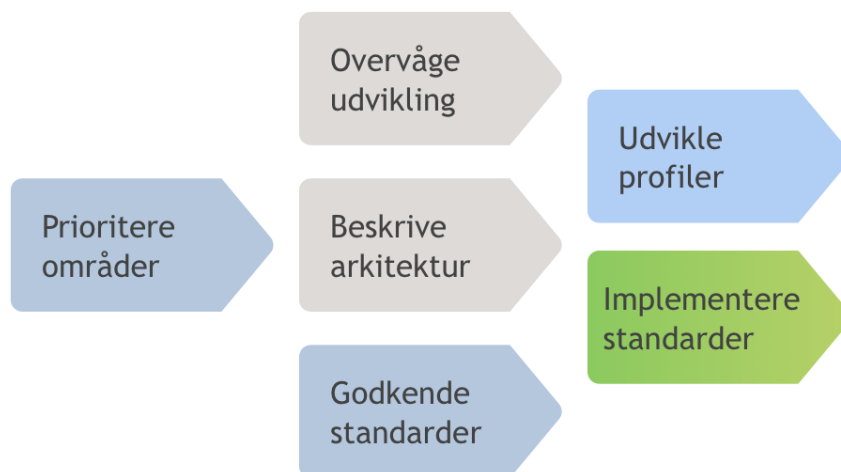 Prioritere
områder
Overvåge
udvikling
Beskrive
arkitektur
Godkende
standarder
Udvikle
profiler
Implementere
standarder